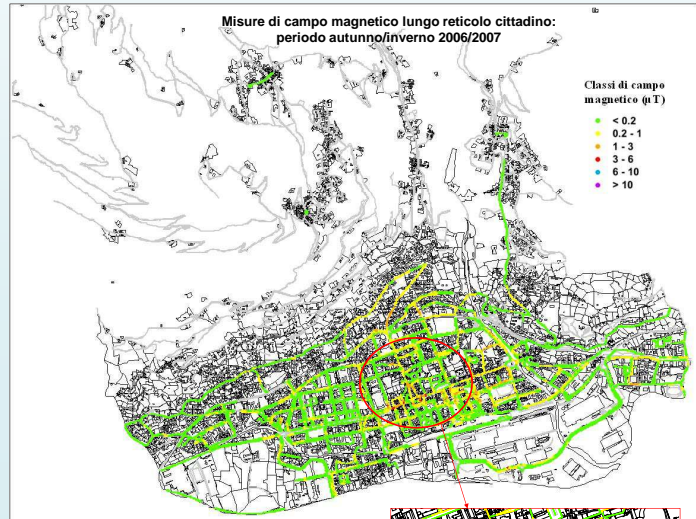 Misure di campo magnetico lungo reticolo cittadino:
periodo autunno/inverno 2006/2007
Classi di campo
magnetico (µT)
< 0.2
0.2 - 1
1 - 3
3 - 6
6 - 10
> 10